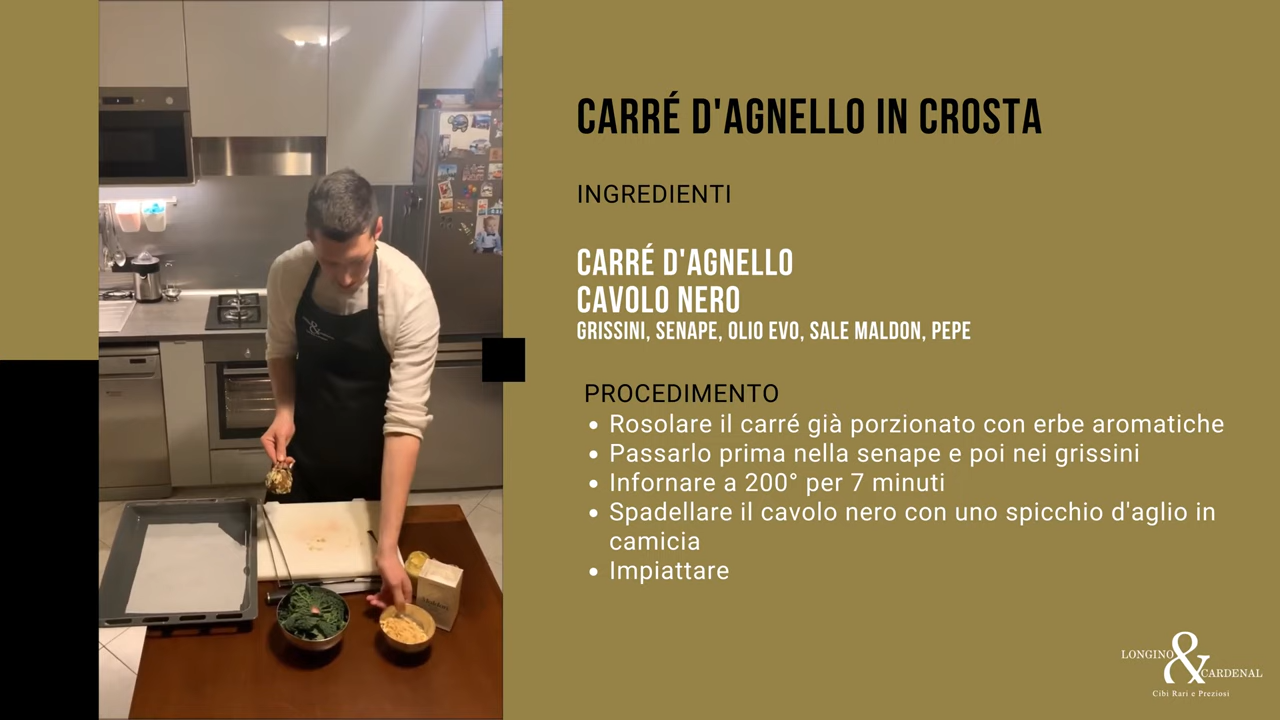 CARRÉ D'AGNELLO IN CROSTA
INGREDIENTI
CARRÉ D'AGNELLO
CAVOLO NERO
GRISSINI, SENAPE, OLIO EVO, SALE MALDON, PEPE
PROCEDIMENTO
• Rosolare il carré già porzionato con erbe aromatiche
• Passarlo prima nella senape e poi nei grissini
• Infornare a 200° per 7 minuti
• Spadellare il cavolo nero con uno spicchio d'aglio in
camicia
• Impiattare
LONGINO & CARDENAL
Cibi Rari e Preziosi